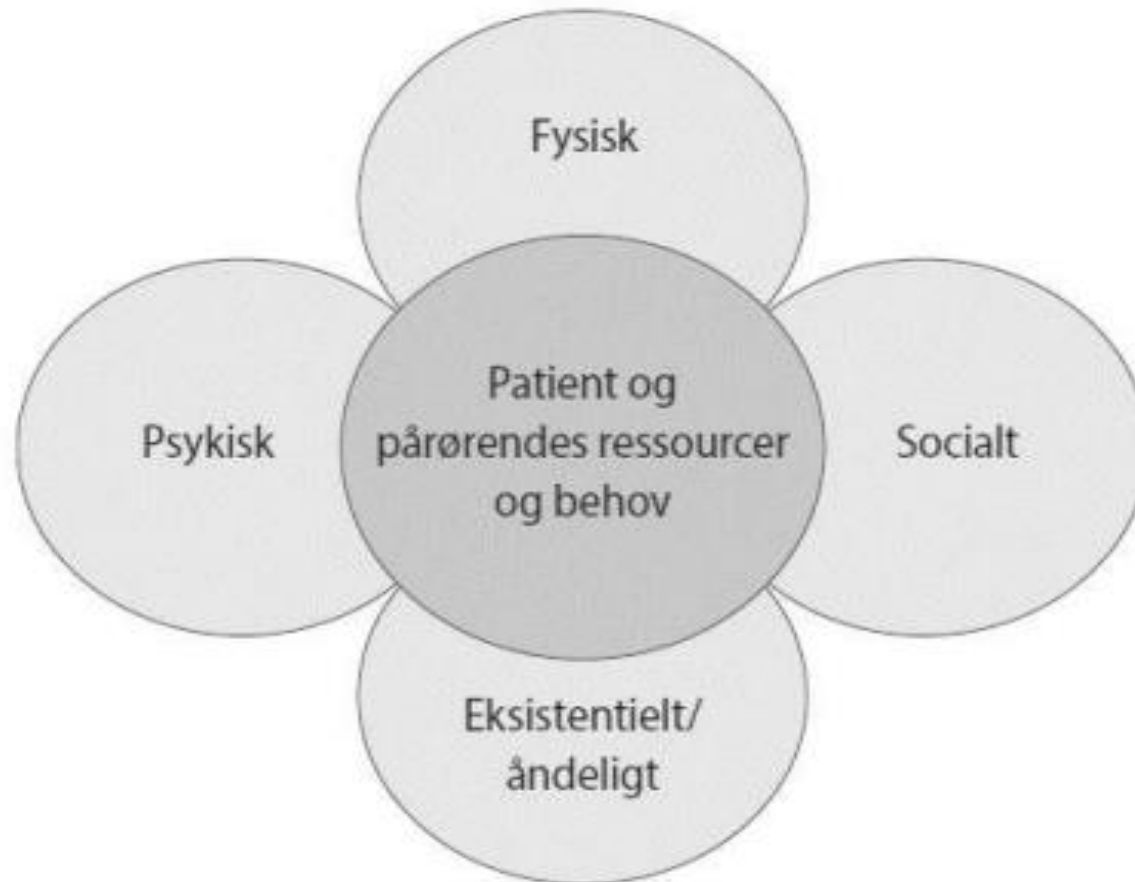 Fysisk
Psykisk
Patient og
pårørendes ressourcer
og behov
Socialt
Eksistentielt/
åndeligt